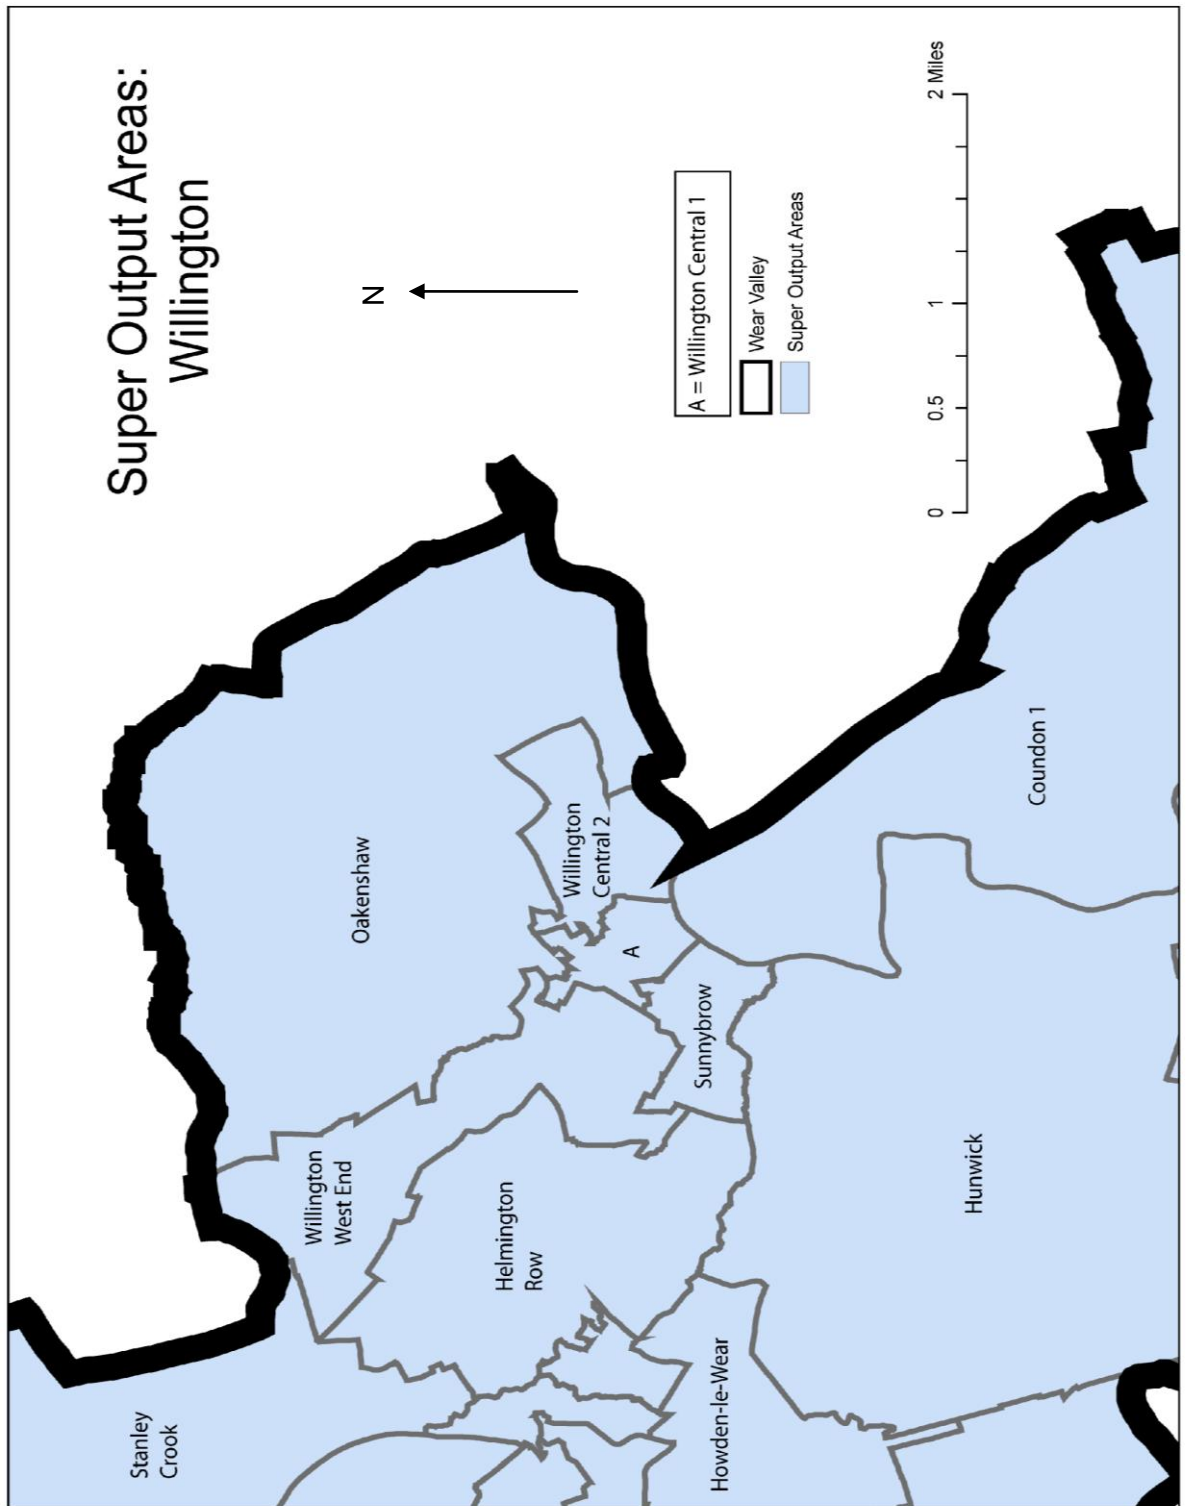 Super Output Areas:
Willington
N
A = Willington Central 1
Wear Valley
Super Output Areas
0
0.5
1
2 Miles
Oakenshaw
Willington
Central 2
A
Sunnybrow
Willington
West End
Helmington
Row
Stanley
Crook
Howden-le-Wear
Hunwick
Coundon 1